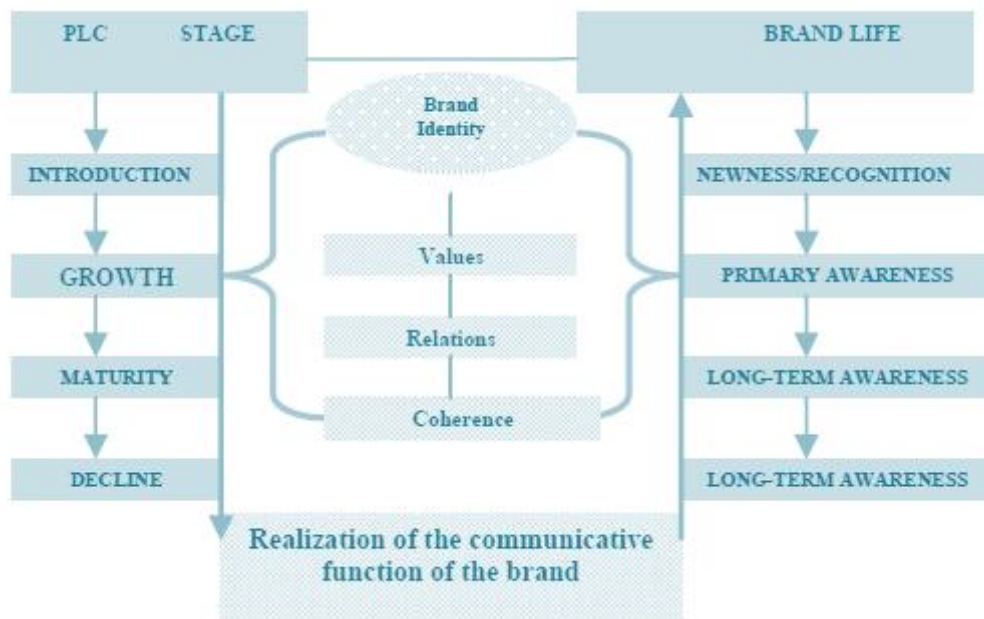 PLC STAGE
BRAND LIFE
Brand
Identity
INTRODUCTION
NEWNESS/RECOGNITION
Values
GROWTH
PRIMARY AWARENESS
Relations
MATURITY
LONG-TERM AWARENESS
Coherence
DECLINE
LONG-TERM AWARENESS
Realization of the communicative
function of the brand